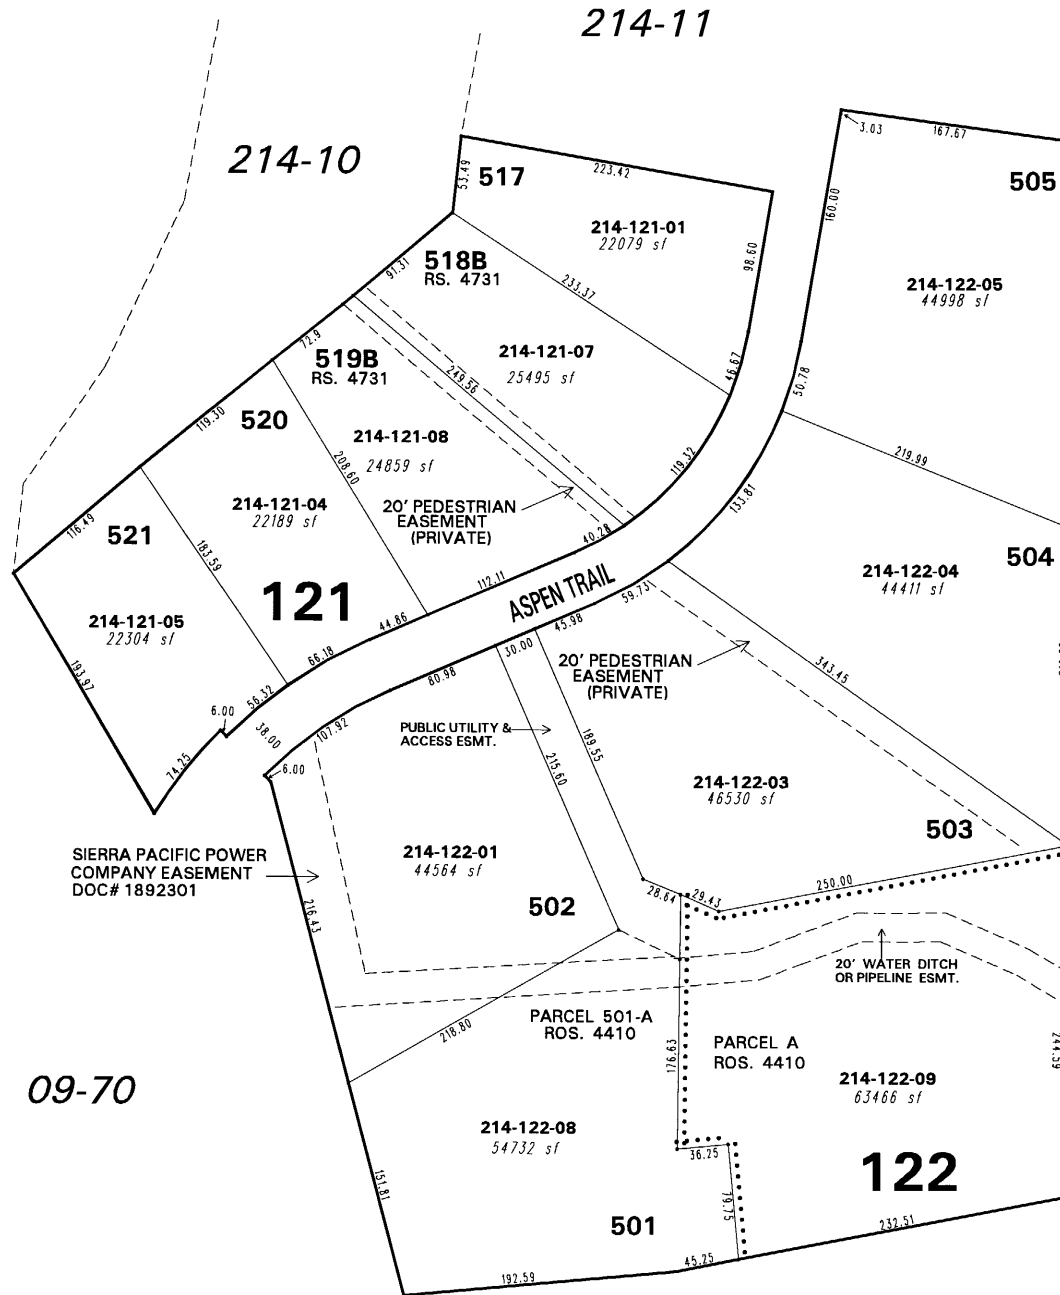 214-11
214-10
3.03
167.67
53.49
517
223.42
505
160.00
214-121-01
22079 sf
98.60
518B
RS. 4731
91.31
233.37
214-122-05
44998 sf
72.9
519B
RS. 4731
214-121-07
25495 sf
249.56
46.67
50.78
119.30
520
214-121-08
24859 sf
208.60
119.32
219.99
133.81
116.49
521
214-121-04
22189 sf
20' PEDESTRIAN
EASEMENT
(PRIVATE)
183.59
40.28
504
214-122-04
44411 sf
121
112.11
ASPEN TRAIL
59.73
214-121-05
22304 sf
44.86
45.98
66.18
30.00
343.45
193.97
20' PEDESTRIAN
EASEMENT
(PRIVATE)
80.98
56.32
6.00
38.00
107.92
PUBLIC UTILITY &
ACCESS ESMT.
189.55
74.25
6.00
215.60
214-122-03
46530 sf
503
SIERRA PACIFIC POWER
COMPANY EASEMENT
DOC# 1892301
214-122-01
44564 sf
250.00
28.64
29.43
216.43
502
20' WATER DITCH
OR PIPELINE ESMT.
PARCEL 501-A
ROS. 4410
218.80
176.63
PARCEL A
ROS. 4410
244.59
09-70
214-122-09
63466 sf
214-122-08
54732 sf
36.25
122
151.81
79.75
501
232.51
45.25
192.59